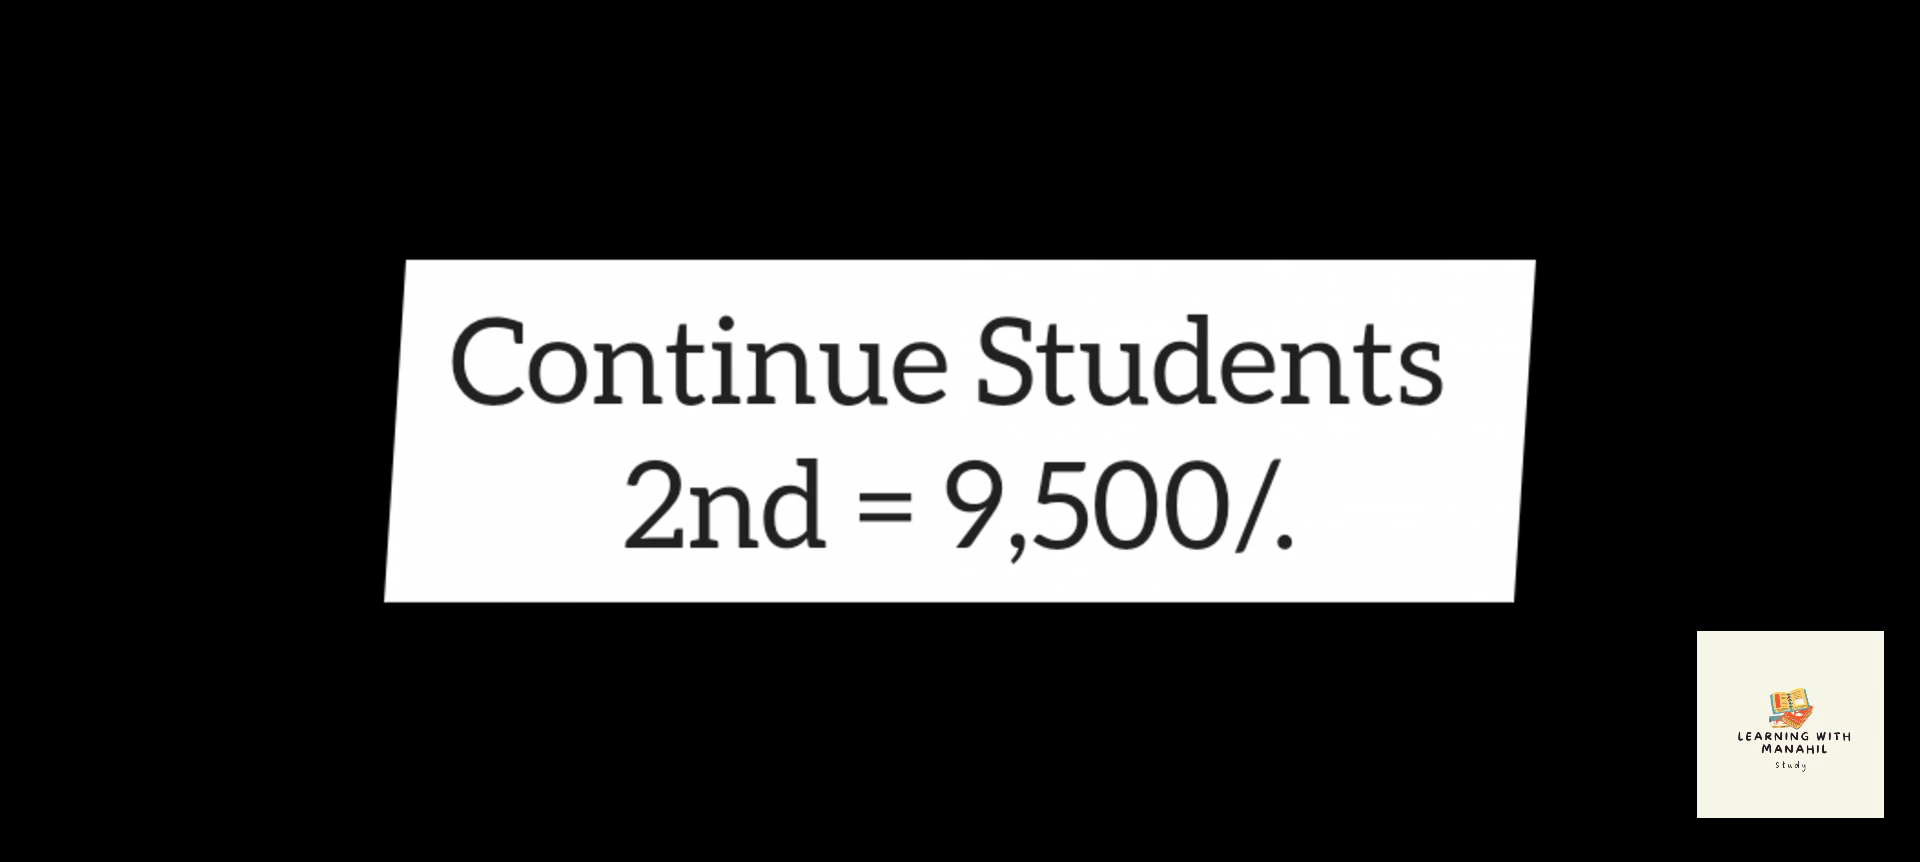 Continue Students
2nd = 9,500/.
LEARNING WITH
MANAHIL
Study